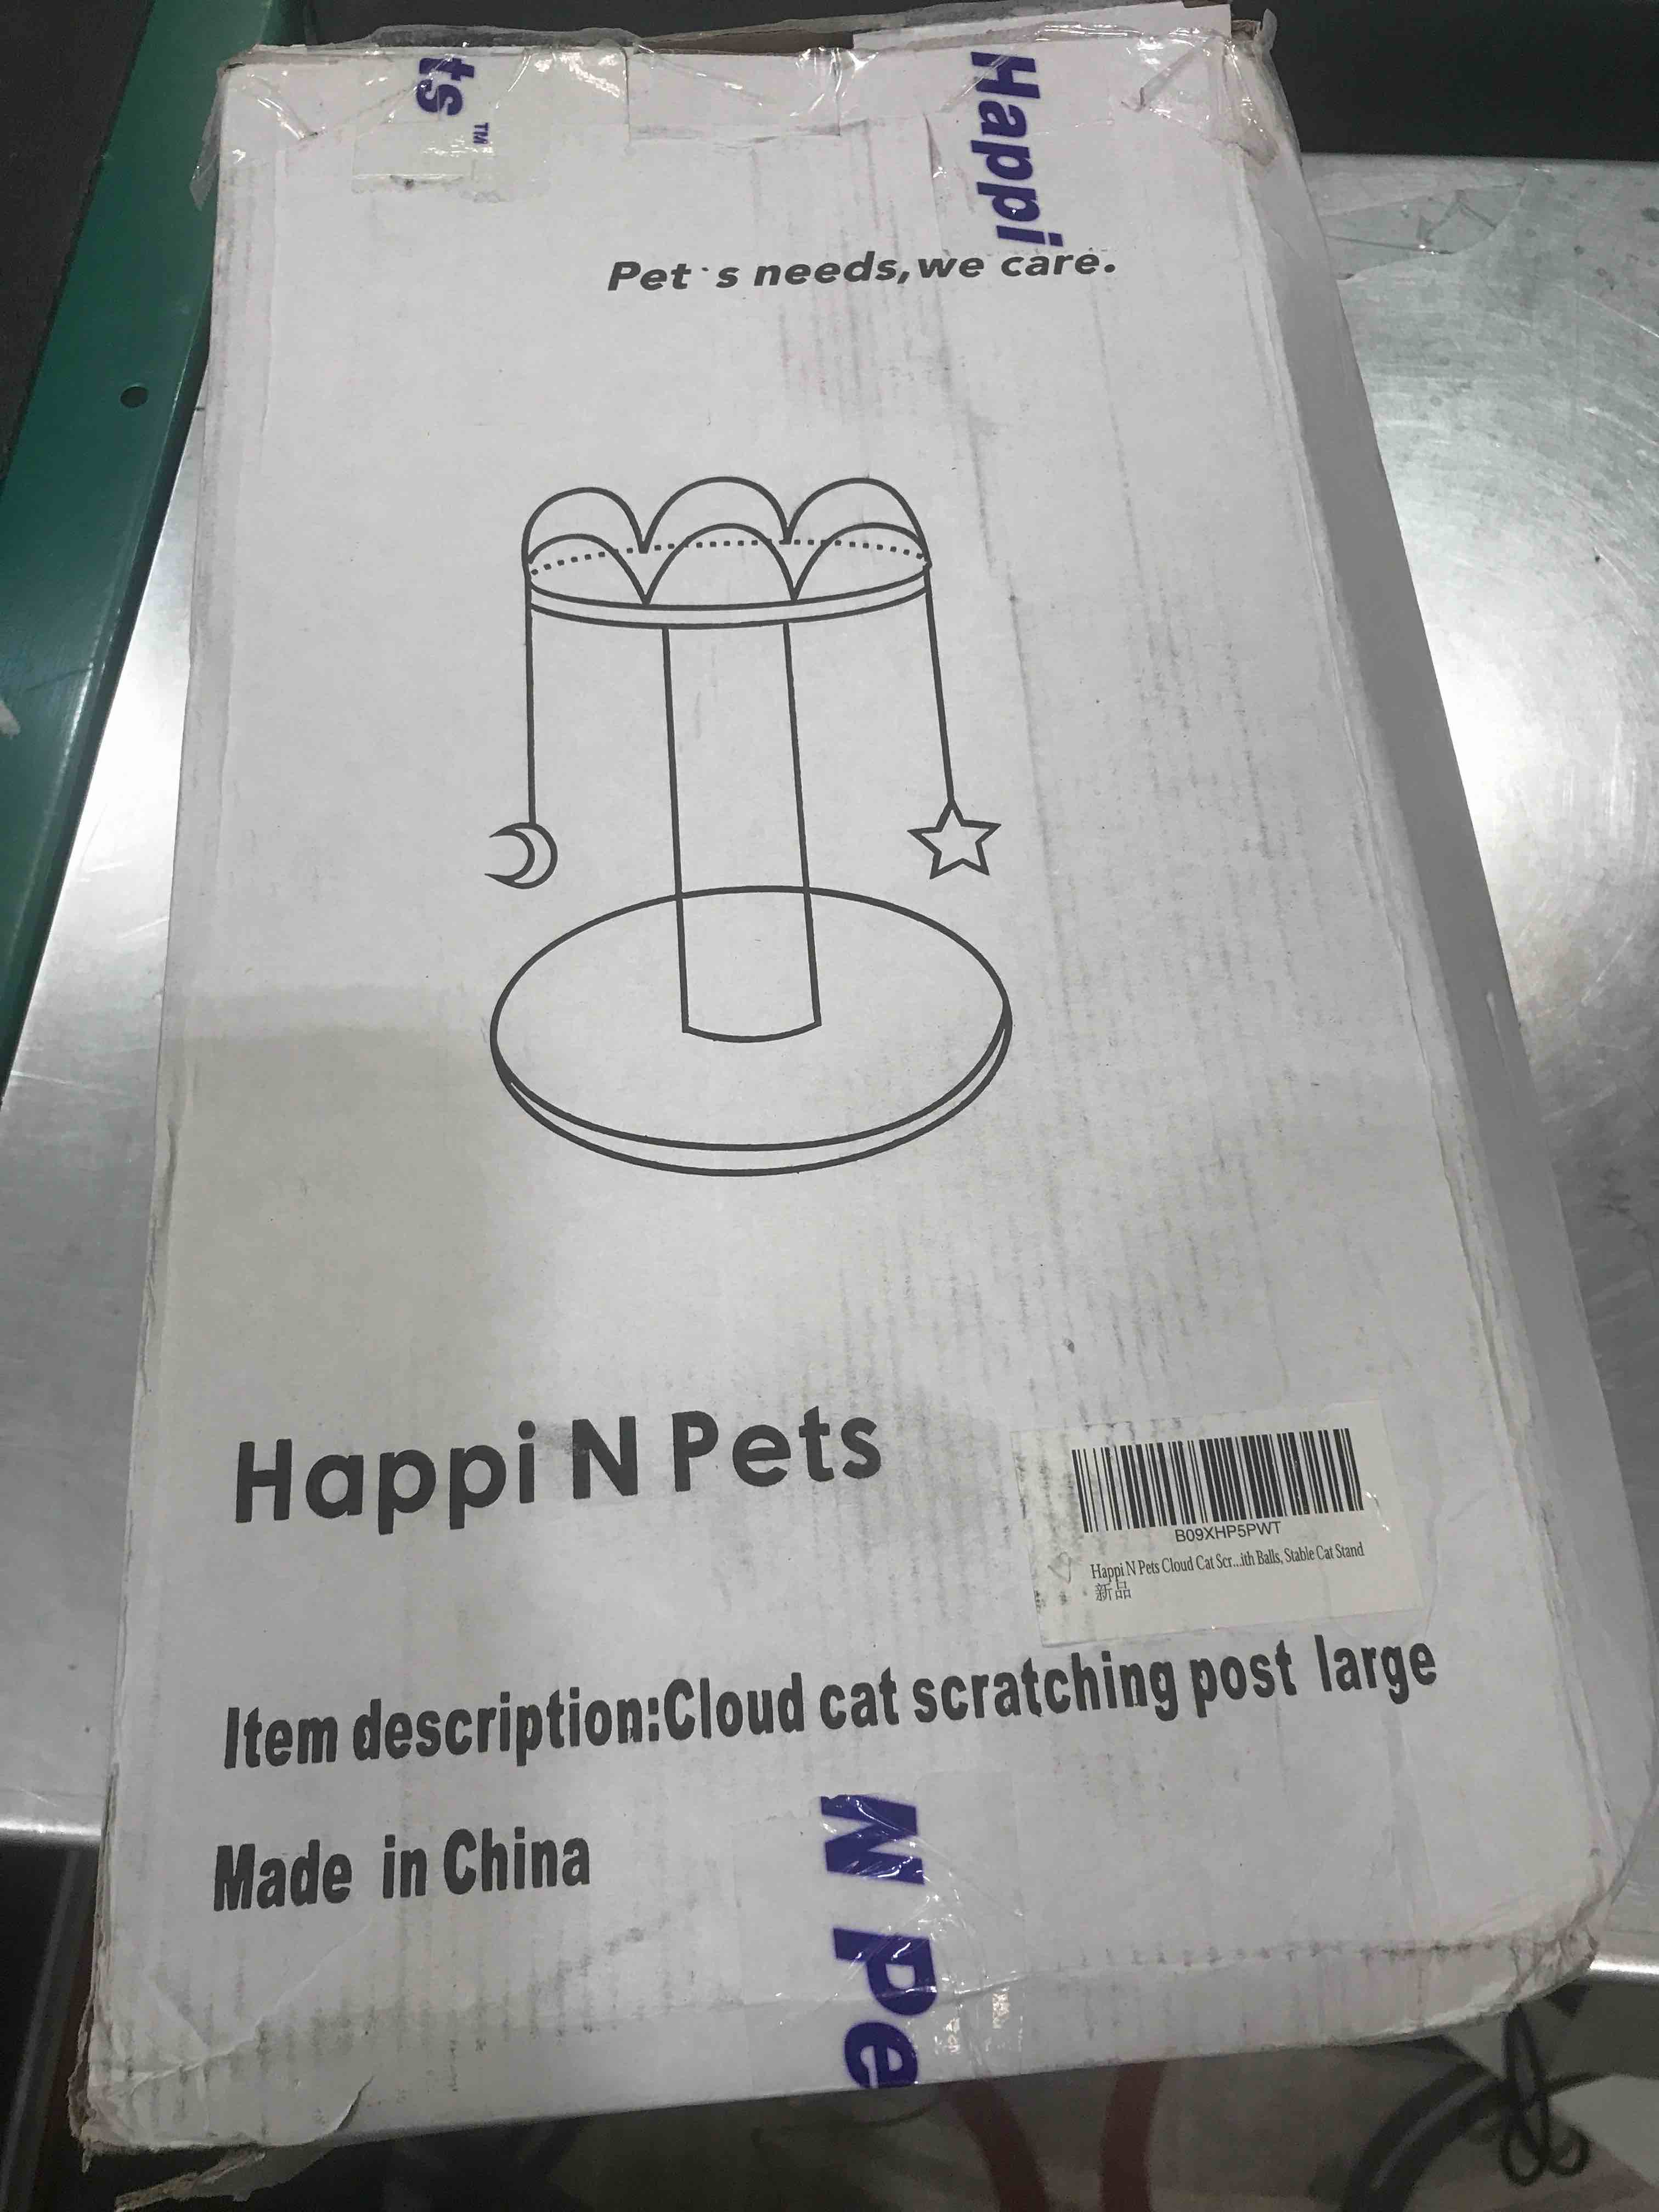 ts™
Happi
Pet's needs,we care.
Happi N Pets
B09XHP5PWT
Happi N Pets Cloud Cat Scr...ith Balls, Stable Cat Stand
新品
Item description:Cloud cat scratching post large
Made in China
N Pe